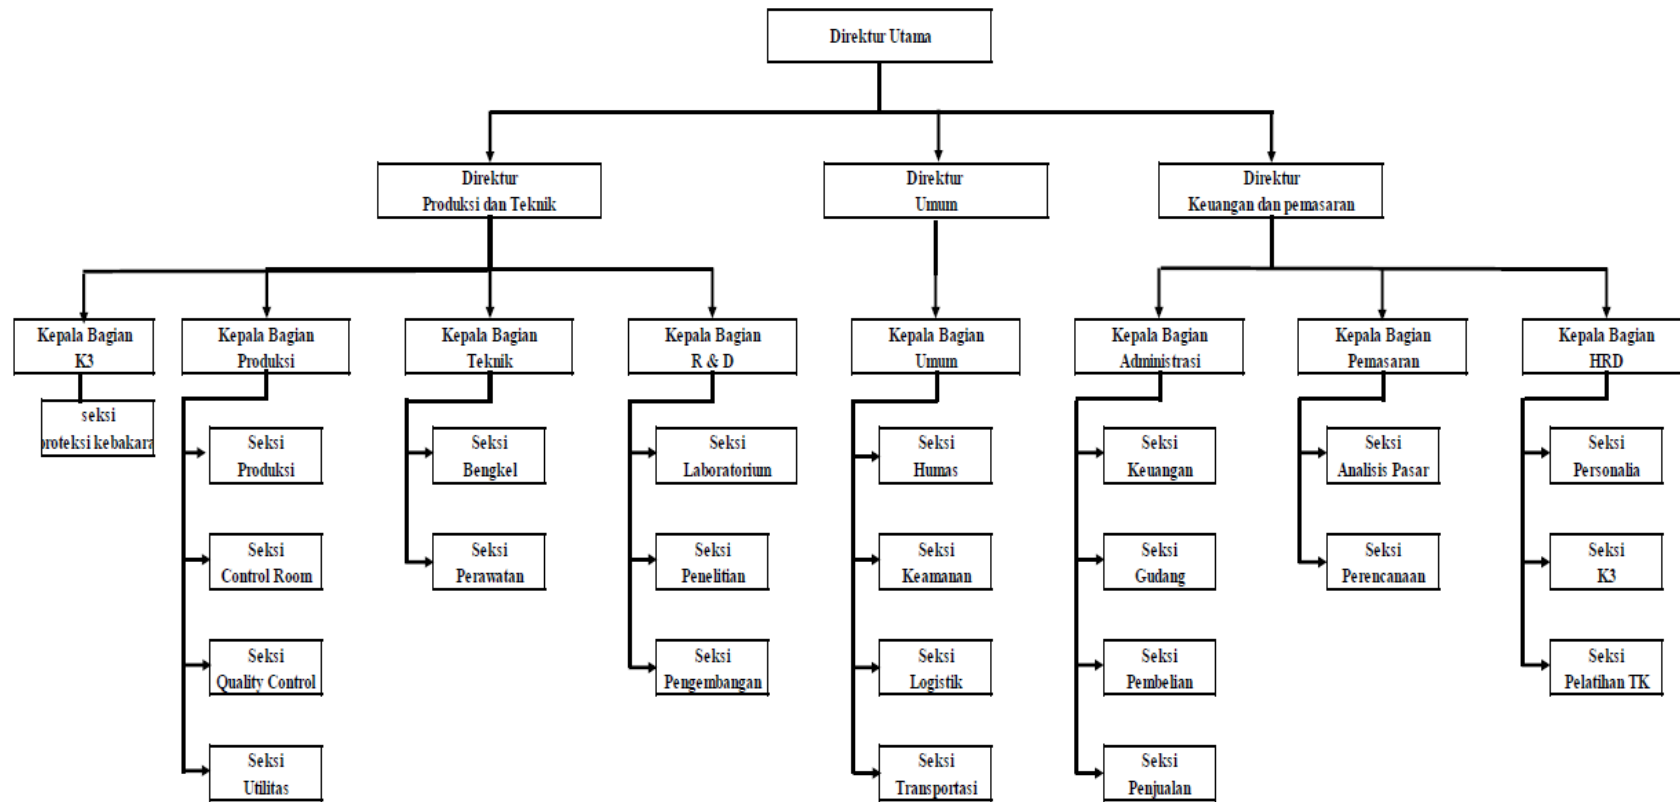 Direktur Utama
Direktur
Produksi dan Teknik
Direktur
Umum
Direktur
Keuangan dan pemasaran
Kepala Bagian
K3
Kepala Bagian
Produksi
Kepala Bagian
Teknik
Kepala Bagian
R & D
Kepala Bagian
Umum
Kepala Bagian
Administrasi
Kepala Bagian
Pemasaran
Kepala Bagian
HRD
seksi
proteksi kebakara
Seksi
Produksi
Seksi
Bengkel
Seksi
Laboratorium
Seksi
Humas
Seksi
Keuangan
Seksi
Analisis Pasar
Seksi
Personalia
Seksi
Control Room
Seksi
Perawatan
Seksi
Penelitian
Seksi
Keamanan
Seksi
Gudang
Seksi
Perencanaan
Seksi
K3
Seksi
Quality Control
Seksi
Pengembangan
Seksi
Logistik
Seksi
Pembelian
Seksi
Pelatihan TK
Seksi
Utilitas
Seksi
Transportasi
Seksi
Penjualan